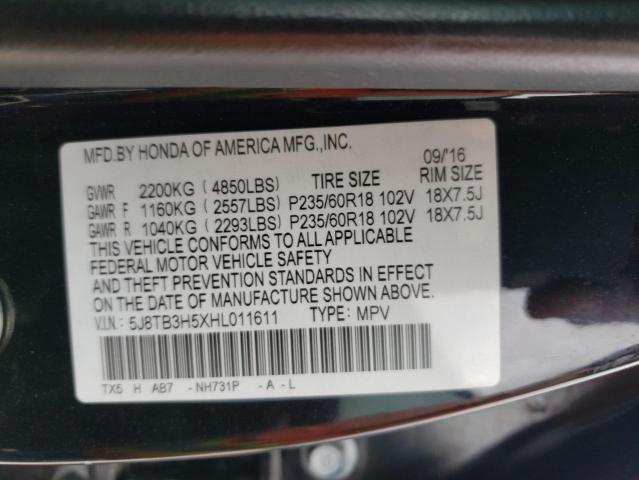 MFD.BY HONDA OF AMERICA MFG.,INC. 09/'16
GVWR 2200KG (4850LBS) TIRE SIZE RIM SIZE
GAWR F 1160KG (2557LBS) P235/60R18 102V 18X7.5J
GAWR R 1040KG (2293LBS) P235/60R18 102V 18X7.5J
THIS VEHICLE CONFORMS TO ALL APPLICABLE
FEDERAL MOTOR VEHICLE SAFETY
AND THEFT PREVENTION STANDARDS IN EFFECT
ON THE DATE OF MANUFACTURE SHOWN ABOVE.
V.I.N.: 5J8TB3H5XHL011611 TYPE: MPV
TX5 H AB7 -NH731P -A-L